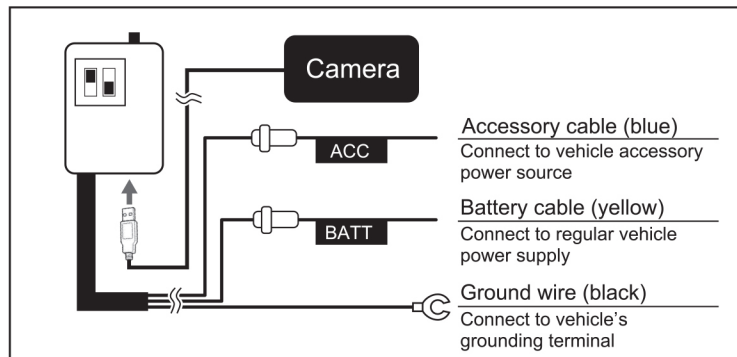 Camera
Accessory cable (blue)
ACC
Connect to vehicle accessory
power source
Battery cable (yellow)
BATT
Connect to regular vehicle
power supply
Ground wire (black)
Connect to vehicle’s
grounding terminal